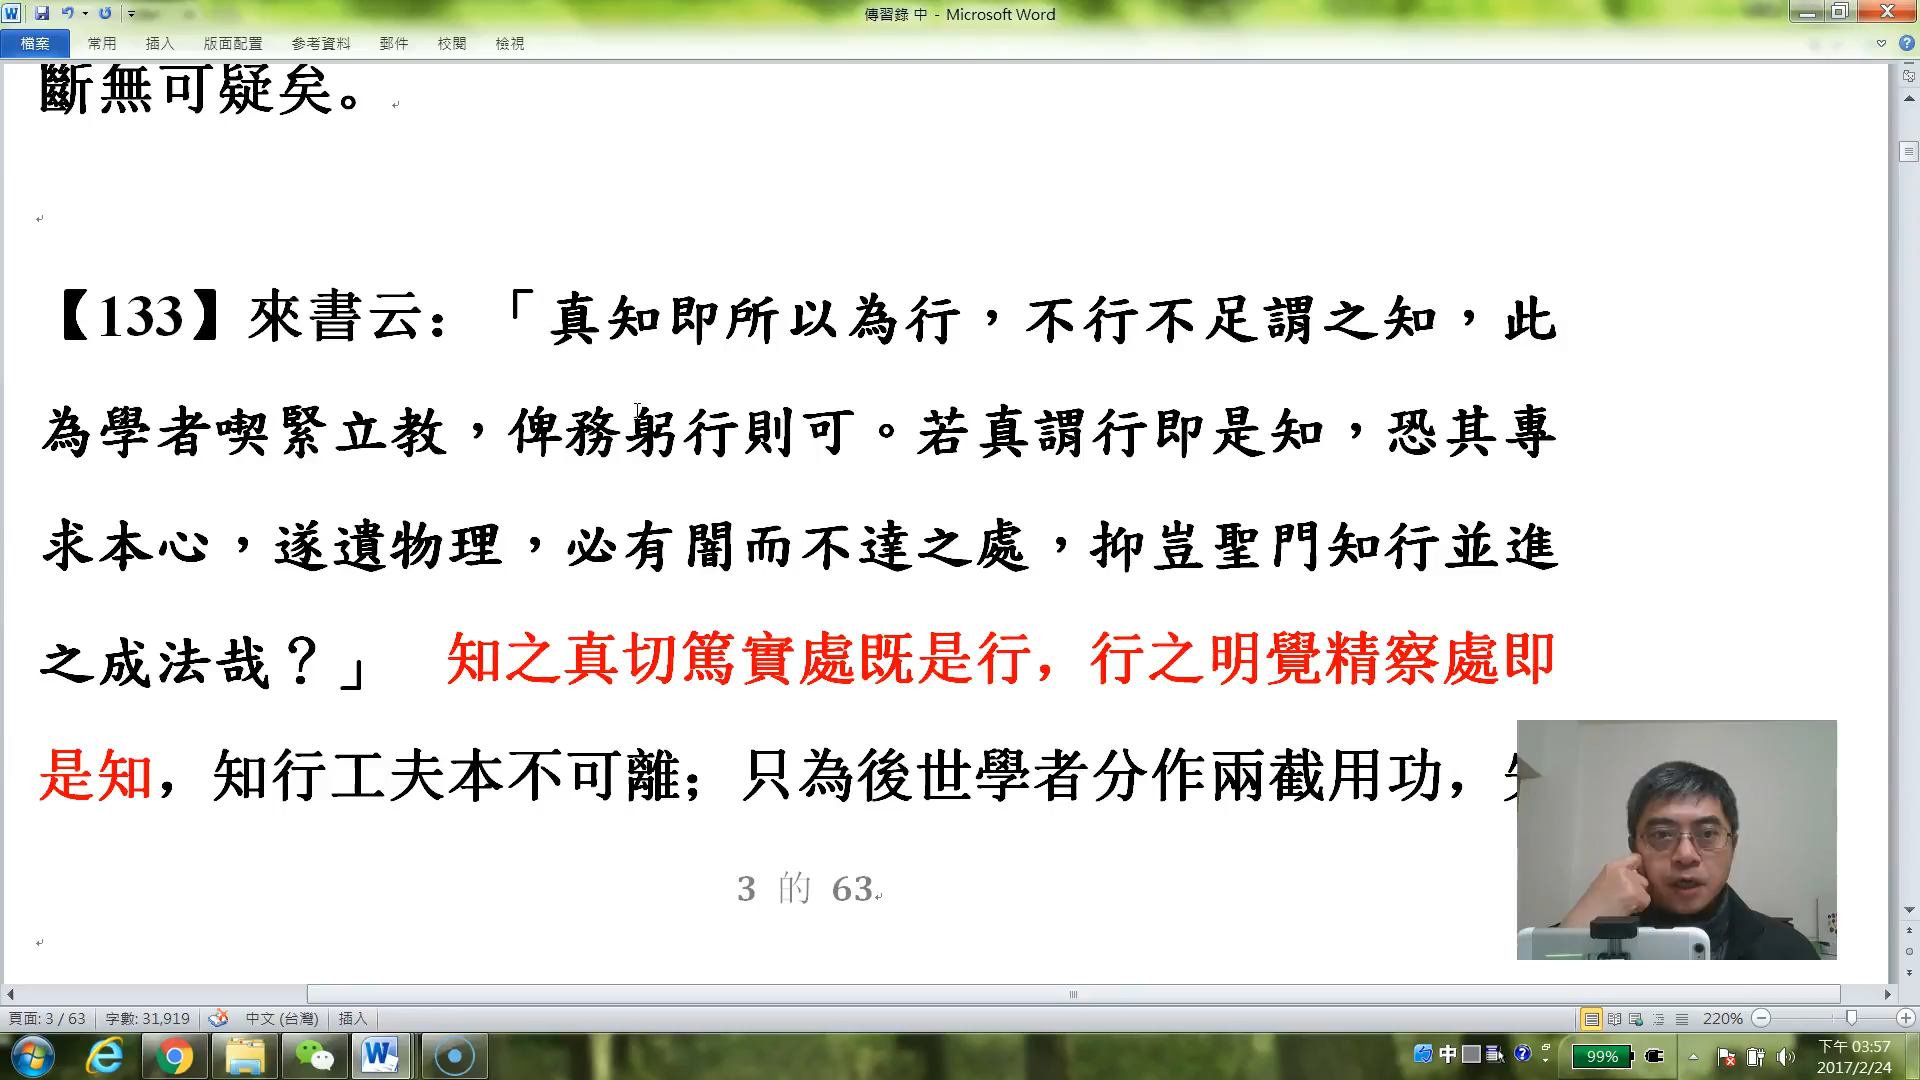 傳習錄 中 - Microsoft Word
檔案 常用 插入 版面配置 參考資料 郵件 校閱 檢視
斷無可疑矣。
【133】來書云：「真知即所以為行，不行不足謂之知，此
為學者喫緊立教，俾務躬行則可。若真謂行即是知，恐其專
求本心，遂遺物理，必有闇而不達之處，抑豈聖門知行並進
之成法哉？」 知之真切篤實處既是行，行之明覺精察處即
是知，知行工夫本不可離；只為後世學者分作兩截用功，
3 的 63
頁面: 3 / 63 字數: 31,919 中文 (台灣) 插入 220%
中 99% 下午 03:57
2017/2/24